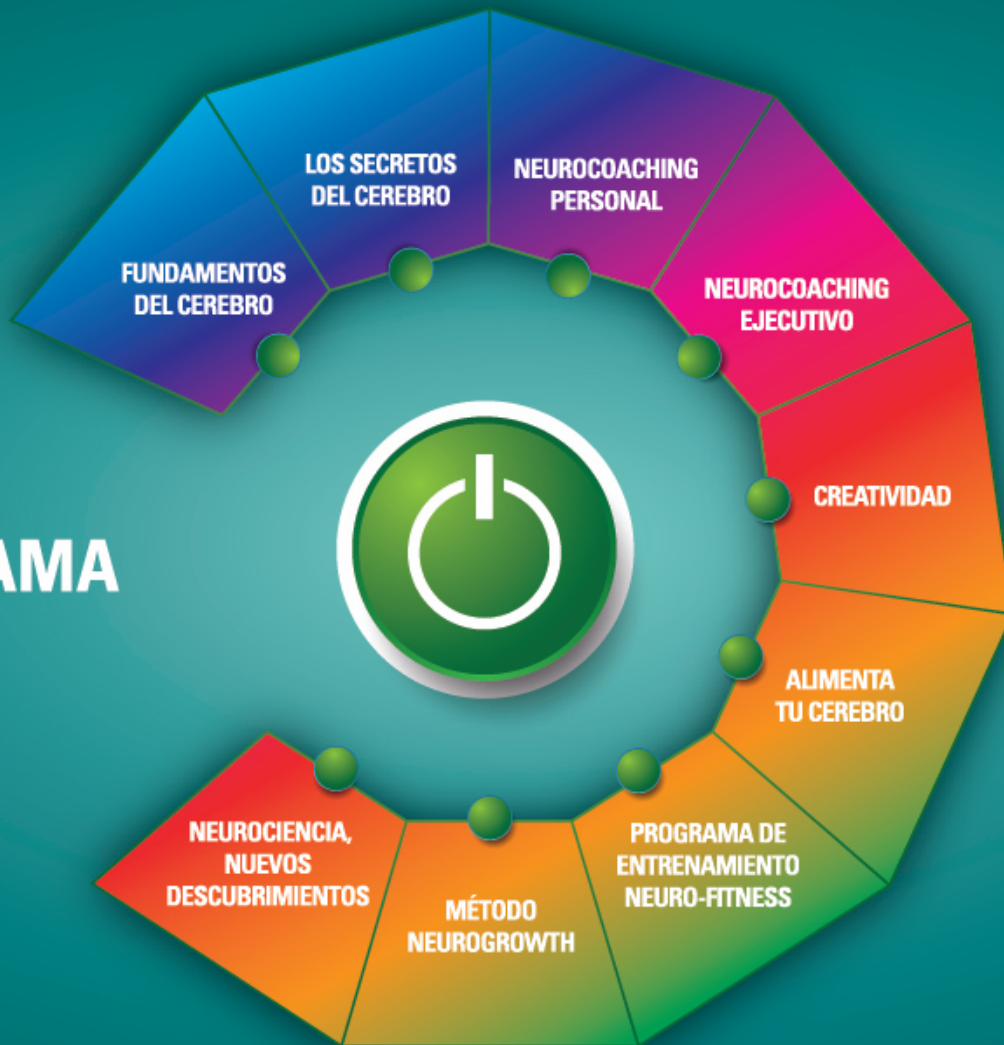 LOS SECRETOS
DEL CEREBRO
NEUROCOACHING
PERSONAL
FUNDAMENTOS
DEL CEREBRO
NEUROCOACHING
EJECUTIVO
CREATIVIDAD
AMA
ALIMENTA
TU CEREBRO
PROGRAMA DE
ENTRENAMIENTO
NEURO-FITNESS
MÉTODO
NEUROGROWTH
NEUROCIENCIA,
NUEVOS
DESCUBRIMIENTOS